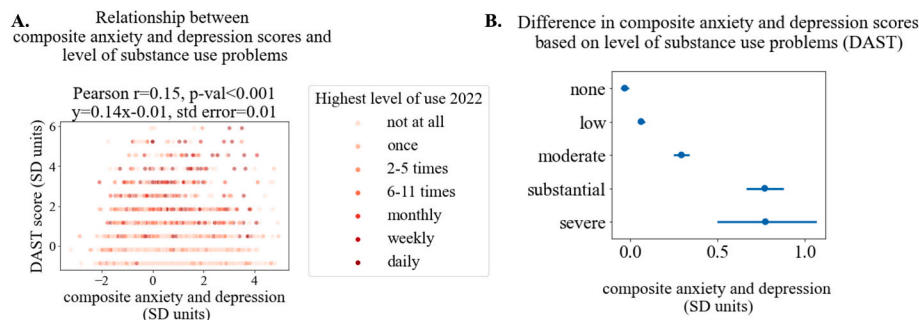 A.
Relationship between
composite anxiety and depression scores and
level of substance use problems
Pearson r=0.15, p-val<0.001
y=0.14x-0.01, std error=0.01
DAST score (SD units)
6
4
2
0
−2 0 2 4
composite anxiety and depression
(SD units)
Highest level of use 2022
not at all
once
2-5 times
6-11 times
monthly
weekly
daily
B.
Difference in composite anxiety and depression scores
based on level of substance use problems (DAST)
none
low
moderate
substantial
severe
0.0 0.5 1.0
composite anxiety and depression
(SD units)